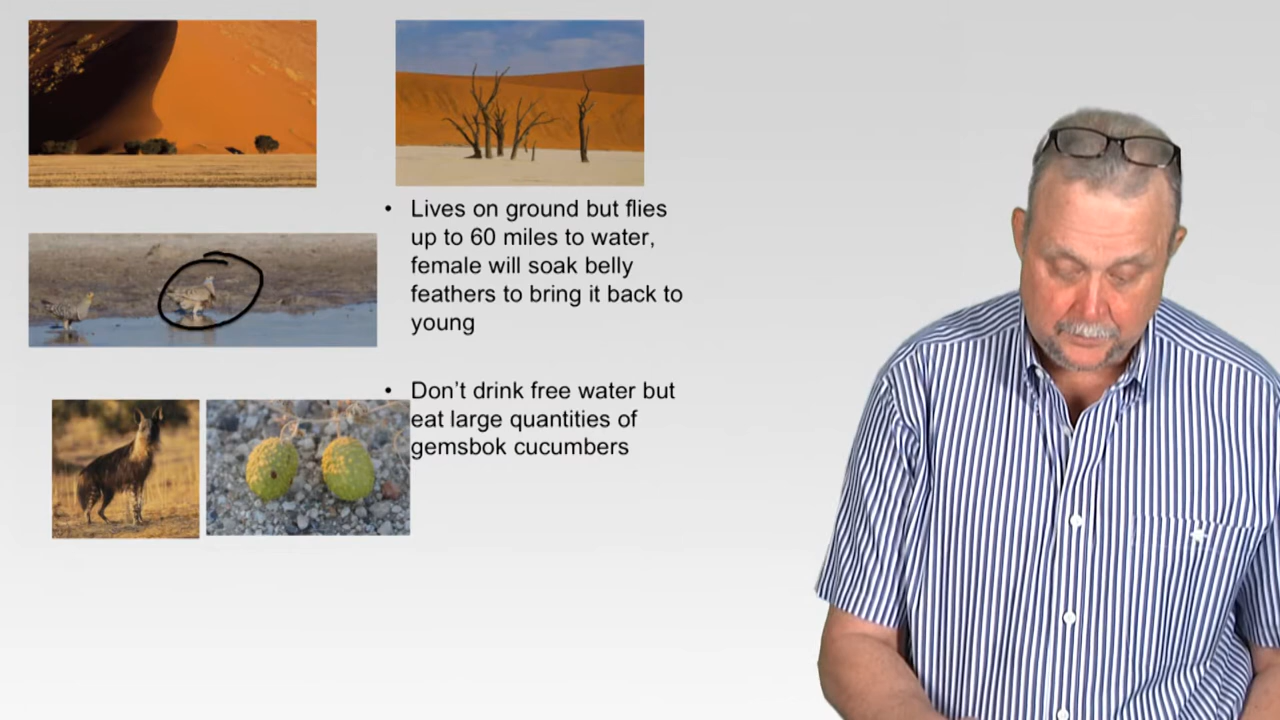 • Lives on ground but flies
up to 60 miles to water,
female will soak belly
feathers to bring it back to
young
• Don’t drink free water but
eat large quantities of
gemsbok cucumbers